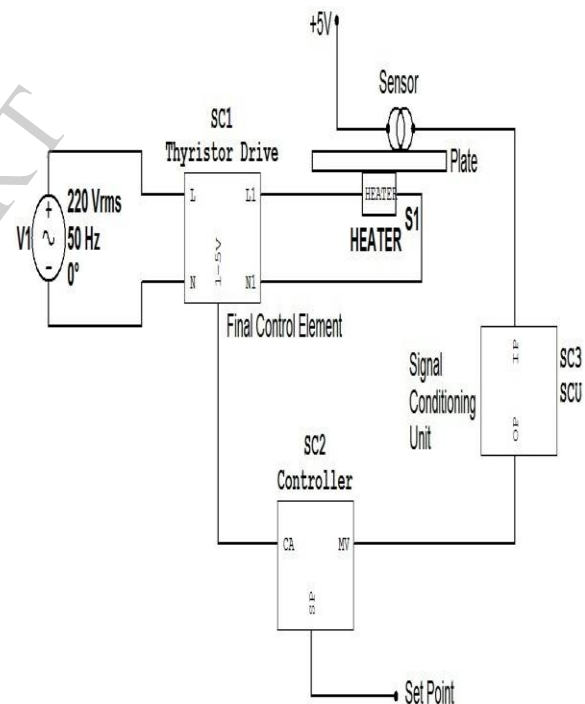 +5V
Sensor
SC1
Thyristor Drive
Plate
L
L1
HEATER
220 Vrms
V1
50 Hz
0°
S1
HEATER
N
1-5V
N1
Final Control Element
Signal
Conditioning
Unit
IP
OP
SC3
SCU
SC2
Controller
CA
MV
SP
Set Point